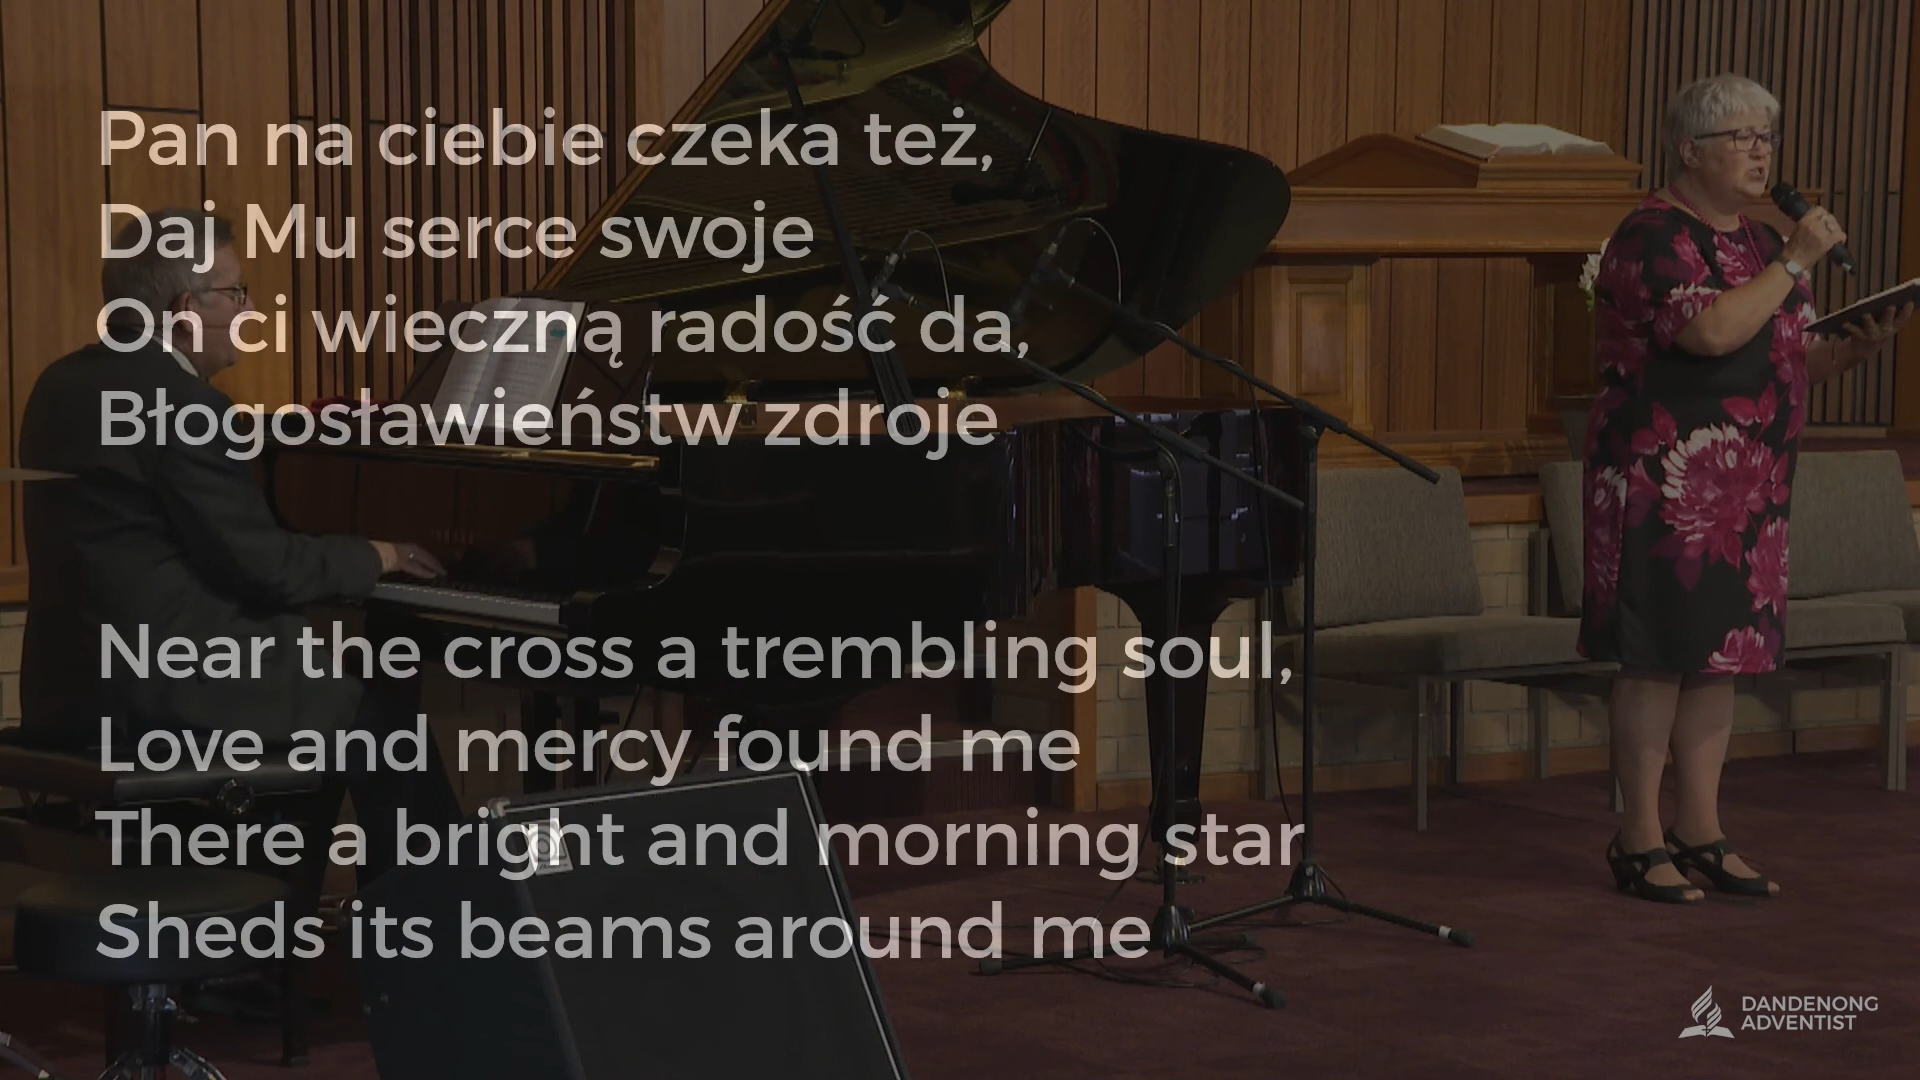 Pan na ciebie czeka też,
Daj Mu serce swoje
On ci wieczną radość da,
Błogosławieństw zdroje
Near the cross a trembling soul,
Love and mercy found me
There a bright and morning star
Sheds its beams around me
DANDENONG
ADVENTIST